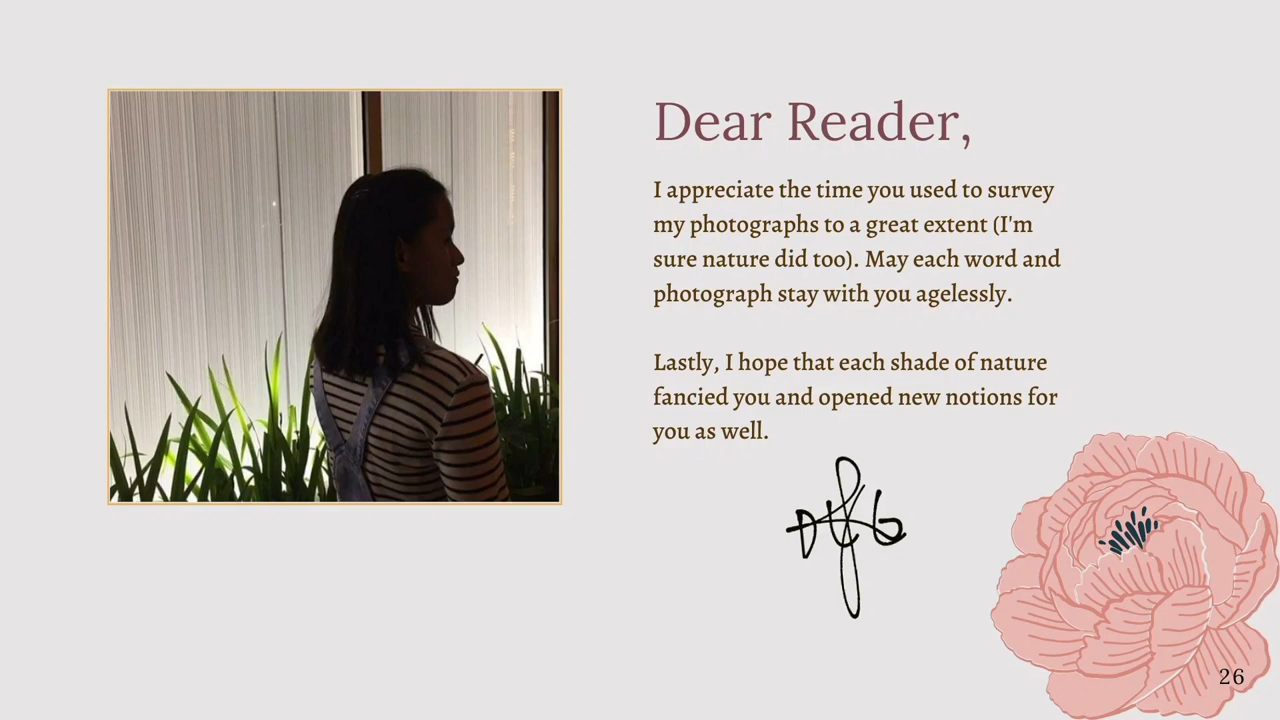 Dear Reader,
I appreciate the time you used to survey
my photographs to a great extent (I'm
sure nature did too). May each word and
photograph stay with you agelessly.
Lastly, I hope that each shade of nature
fancied you and opened new notions for
you as well.
26